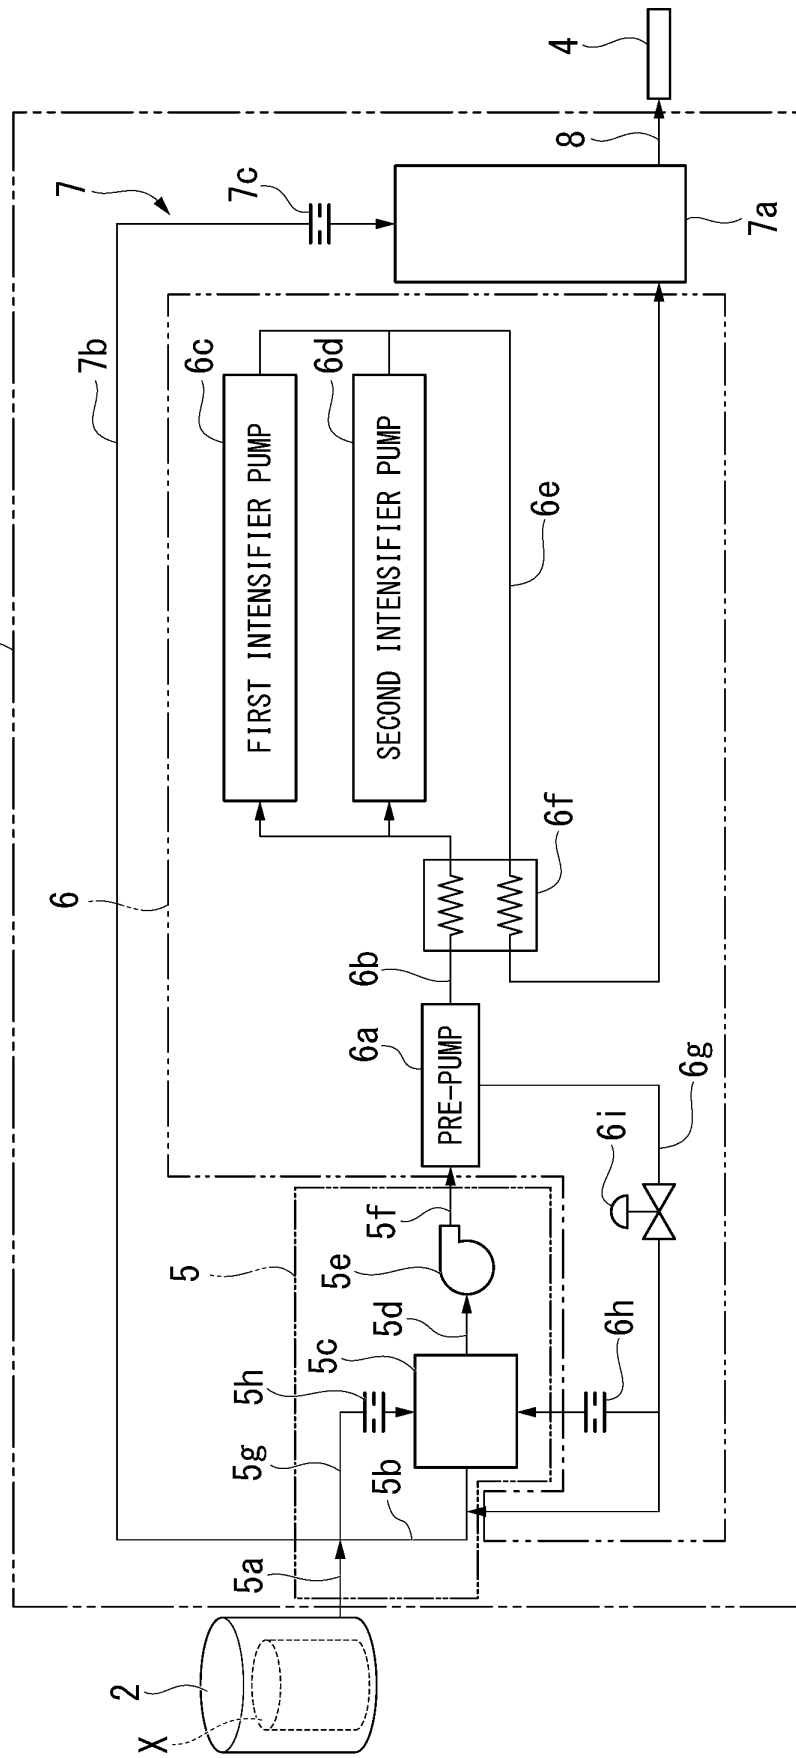 4
8
7
7c
7a
7b
6c
FIRST INTENSIFIER PUMP
6d
SECOND INTENSIFIER PUMP
6e
6
6f
6b
6a
PRE-PUMP
6g
6i
5
5f
5e
5d
5c
5h
6h
5g
5b
5a
2
X